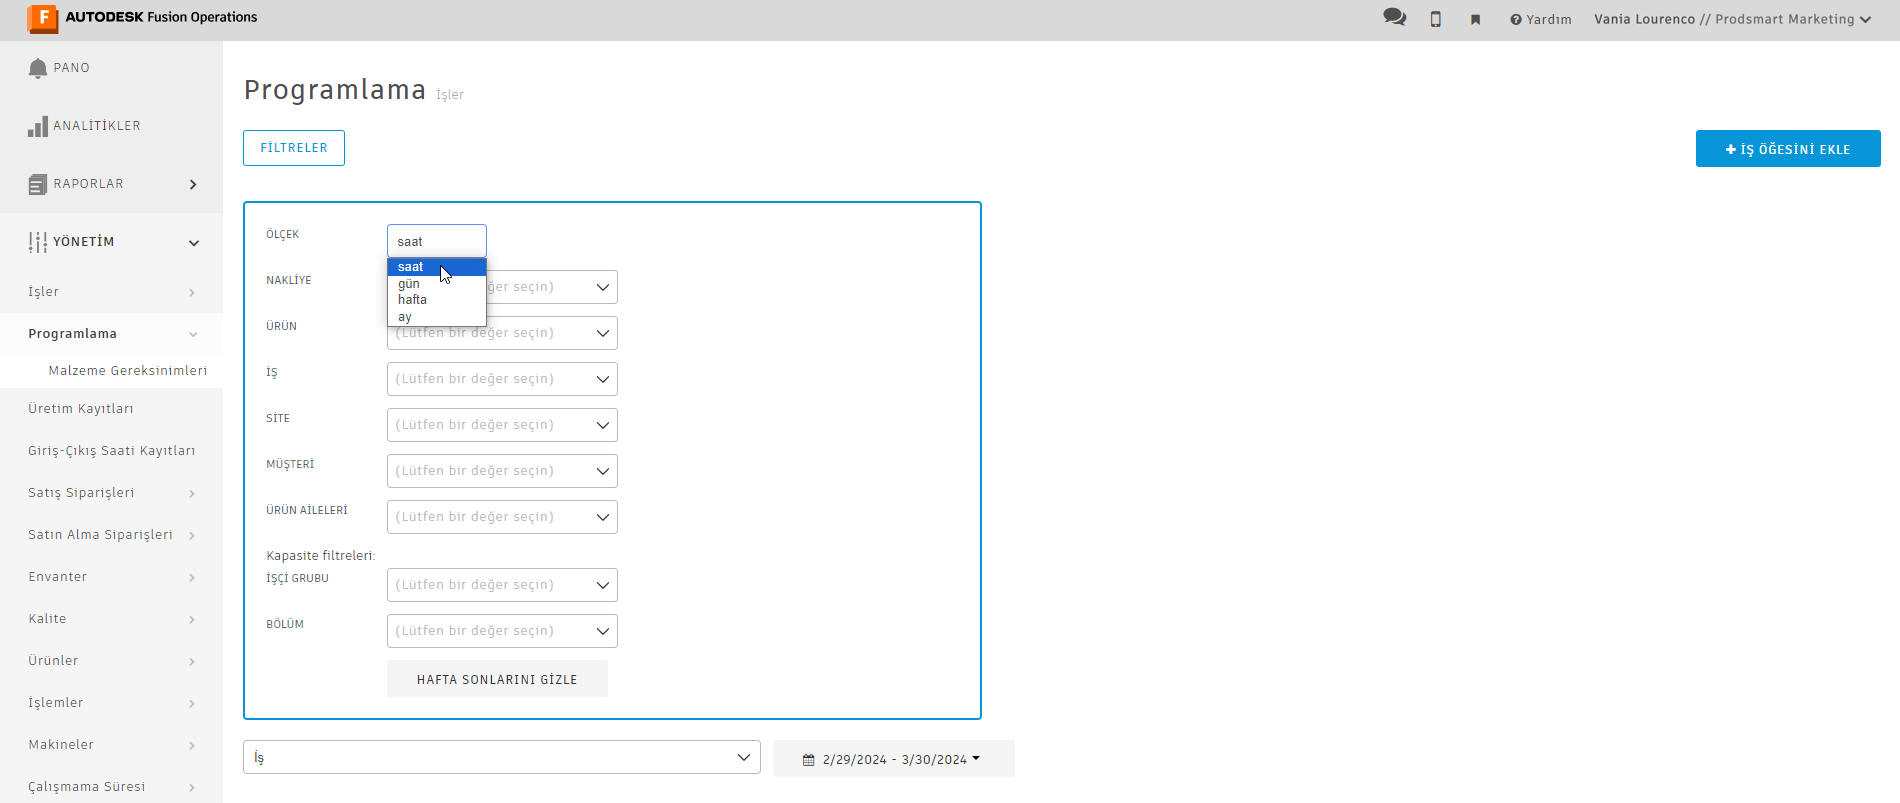 AUTODESK Fusion Operations
Yardım
Vania Lourenco // Prodsmart Marketing
PANO
ANALİTİKLER
RAPORLAR
YÖNETİM
İşler
Programlama
Malzeme Gereksinimleri
Üretim Kayıtları
Giriş-Çıkış Saati Kayıtları
Satış Siparişleri
Satın Alma Siparişleri
Envanter
Kalite
Ürünler
İşlemler
Makineler
Çalışmama Süresi
Programlama İşler
FİLTRELER
+ İŞ ÖĞESİNİ EKLE
ÖLÇEK saat
saat
gün
hafta
ay
NAKLİYE ğer seçin)
ÜRÜN (Lütfen bir değer seçin)
İŞ (Lütfen bir değer seçin)
SİTE (Lütfen bir değer seçin)
MÜŞTERİ (Lütfen bir değer seçin)
ÜRÜN AİLELERİ (Lütfen bir değer seçin)
Kapasite filtreleri:
İŞÇİ GRUBU (Lütfen bir değer seçin)
BÖLÜM (Lütfen bir değer seçin)
HAFTA SONLARINI GİZLE
İş
2/29/2024 - 3/30/2024